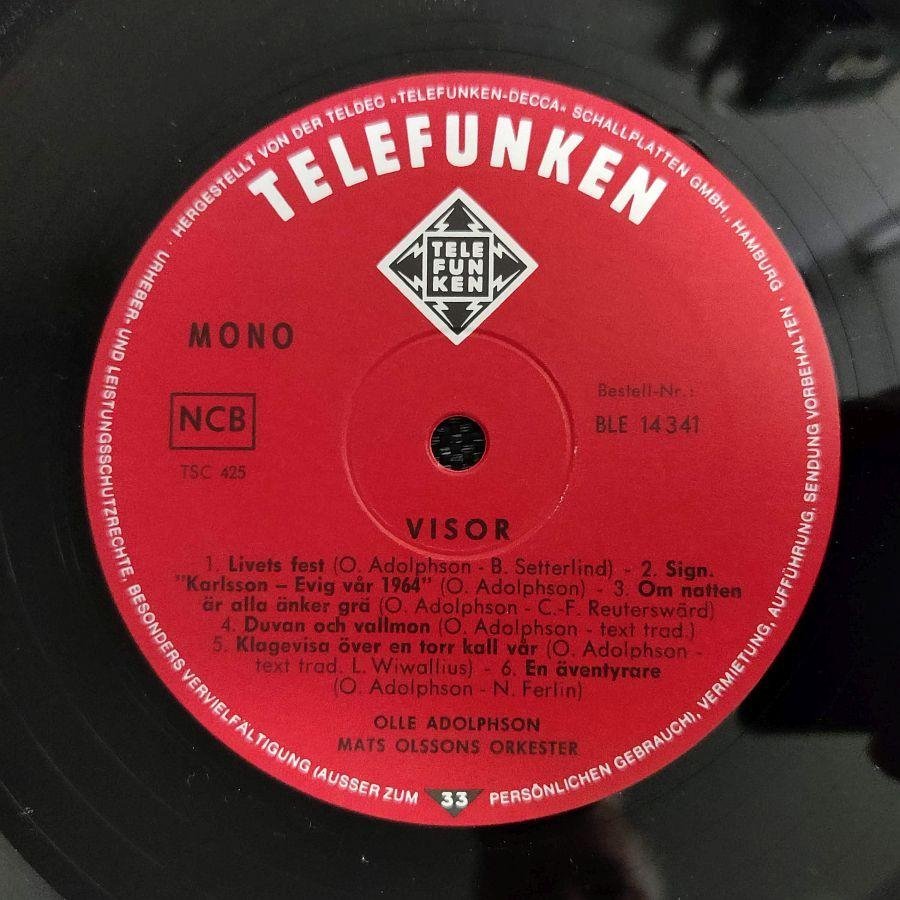 HERGESTELLT VON DER TELDEC »TELEFUNKEN-DECCA« SCHALLPLATTEN GMBH., HAMBURG ·
TELEFUNKEN
TELE
FUN
KEN
MONO
NCB
TSC 425
Bestell-Nr.:
BLE 14341
VISOR
1. Livets fest (O. Adolphson - B. Setterlind) - 2. Sign.
"Karlsson – Evig vår 1964" (O. Adolphson) - 3. Om natten
är alla änker grå (O. Adolphson - C.-F. Reuterswärd)
4. Duvan och vallmon (O. Adolphson - text trad.)
5. Klagevisa över en torr kall vår (O. Adolphson -
text trad. L. Wiwallius) - 6. En äventyrare
(O. Adolphson - N. Ferlin)
OLLE ADOLPHSON
MATS OLSSONS ORKESTER
33
URHEBER- UND LEISTUNGSSCHUTZRECHTE, BESONDERS VERVIELFÄLTIGUNG (AUSSER ZUM PERSÖNLICHEN GEBRAUCH), VERMIETUNG, AUFFÜHRUNG, SENDUNG VORBEHALTEN ·